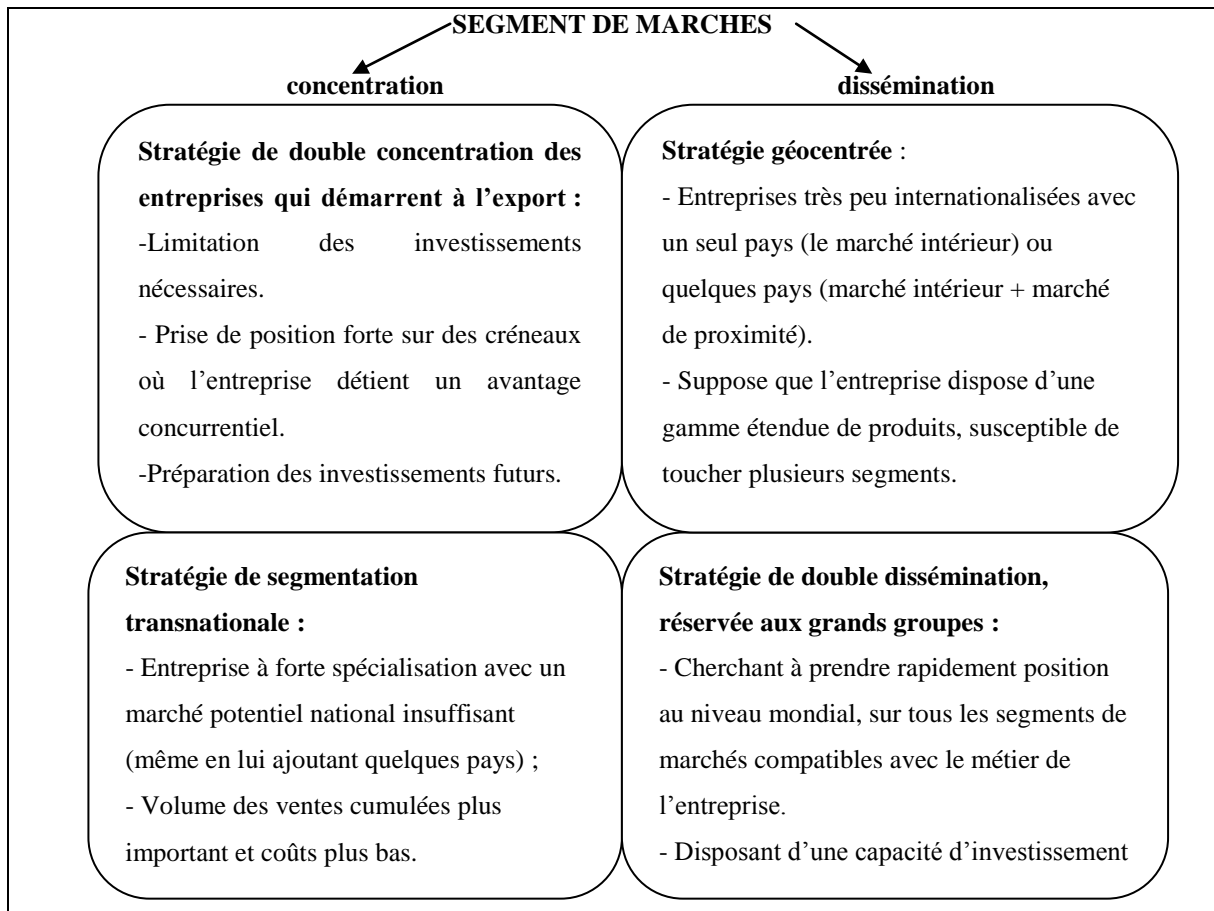 SEGMENT DE MARCHES
concentration
dissémination
Stratégie de double concentration des
entreprises qui démarrent à l’export :
-Limitation des investissements
nécessaires.
- Prise de position forte sur des créneaux
où l’entreprise détient un avantage
concurrentiel.
-Préparation des investissements futurs.
Stratégie géocentrée :
- Entreprises très peu internationalisées avec
un seul pays (le marché intérieur) ou
quelques pays (marché intérieur + marché
de proximité).
- Suppose que l’entreprise dispose d’une
gamme étendue de produits, susceptible de
toucher plusieurs segments.
Stratégie de segmentation
transnationale :
- Entreprise à forte spécialisation avec un
marché potentiel national insuffisant
(même en lui ajoutant quelques pays) ;
- Volume des ventes cumulées plus
important et coûts plus bas.
Stratégie de double dissémination,
réservée aux grands groupes :
- Cherchant à prendre rapidement position
au niveau mondial, sur tous les segments de
marchés compatibles avec le métier de
l’entreprise.
- Disposant d’une capacité d’investissement